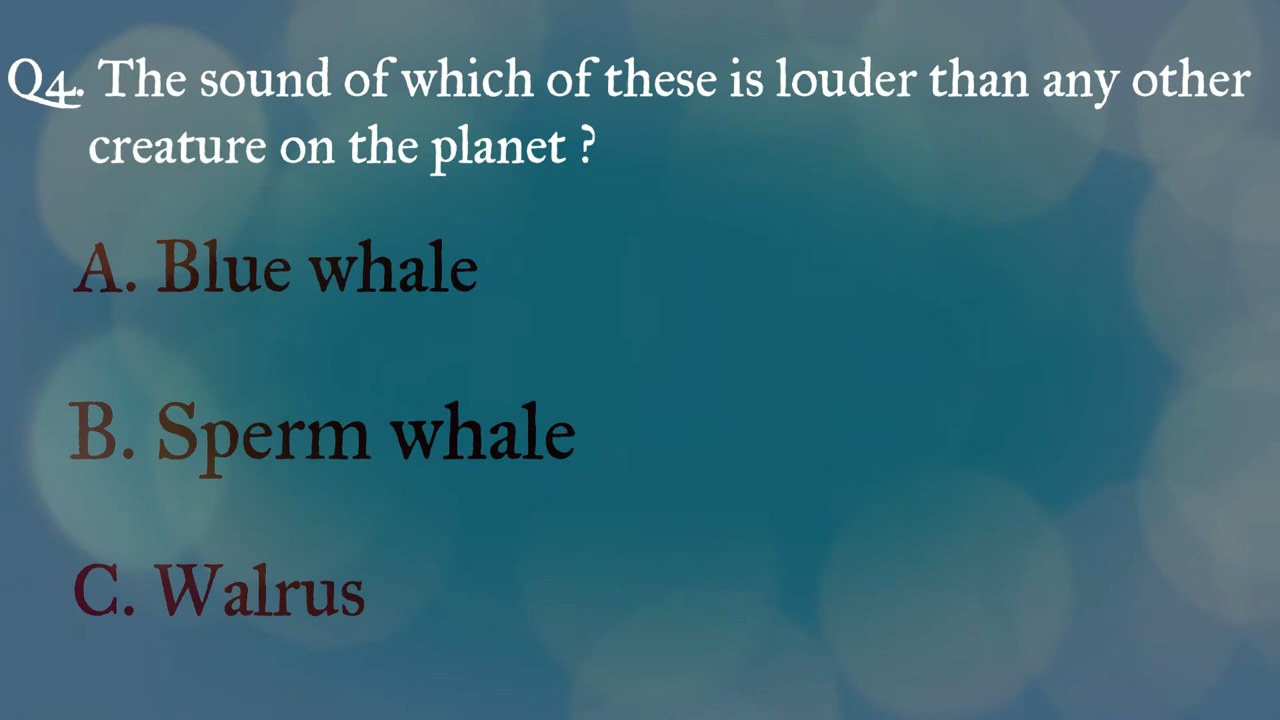 Q4. The sound of which of these is louder than any other
creature on the planet ?
A. Blue whale
B. Sperm whale
C. Walrus